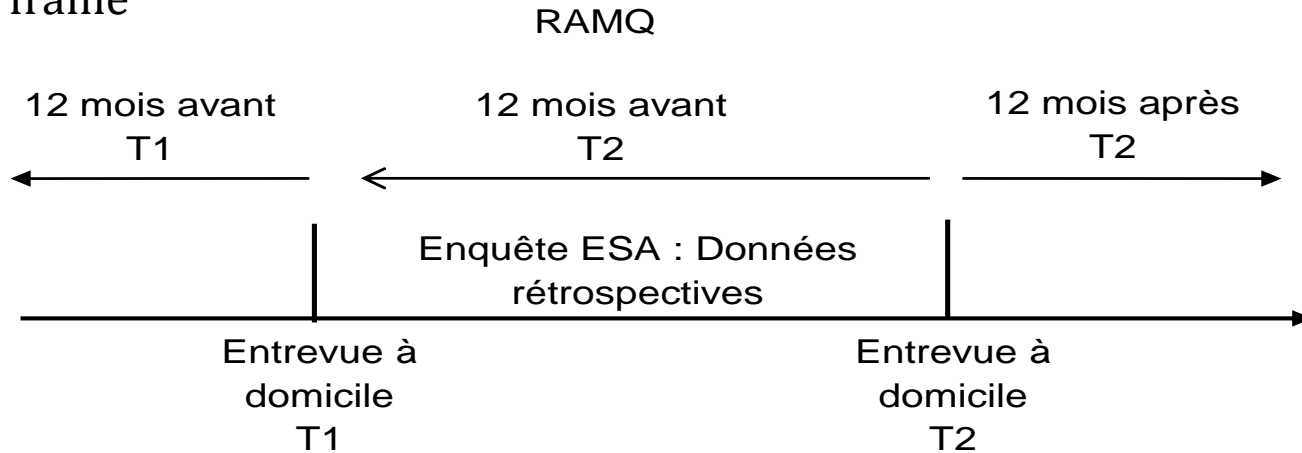 frame
RAMQ
12 mois avant
T1
12 mois avant
T2
12 mois après
T2
Enquête ESA : Données
rétrospectives
Entrevue à
domicile
T1
Entrevue à
domicile
T2